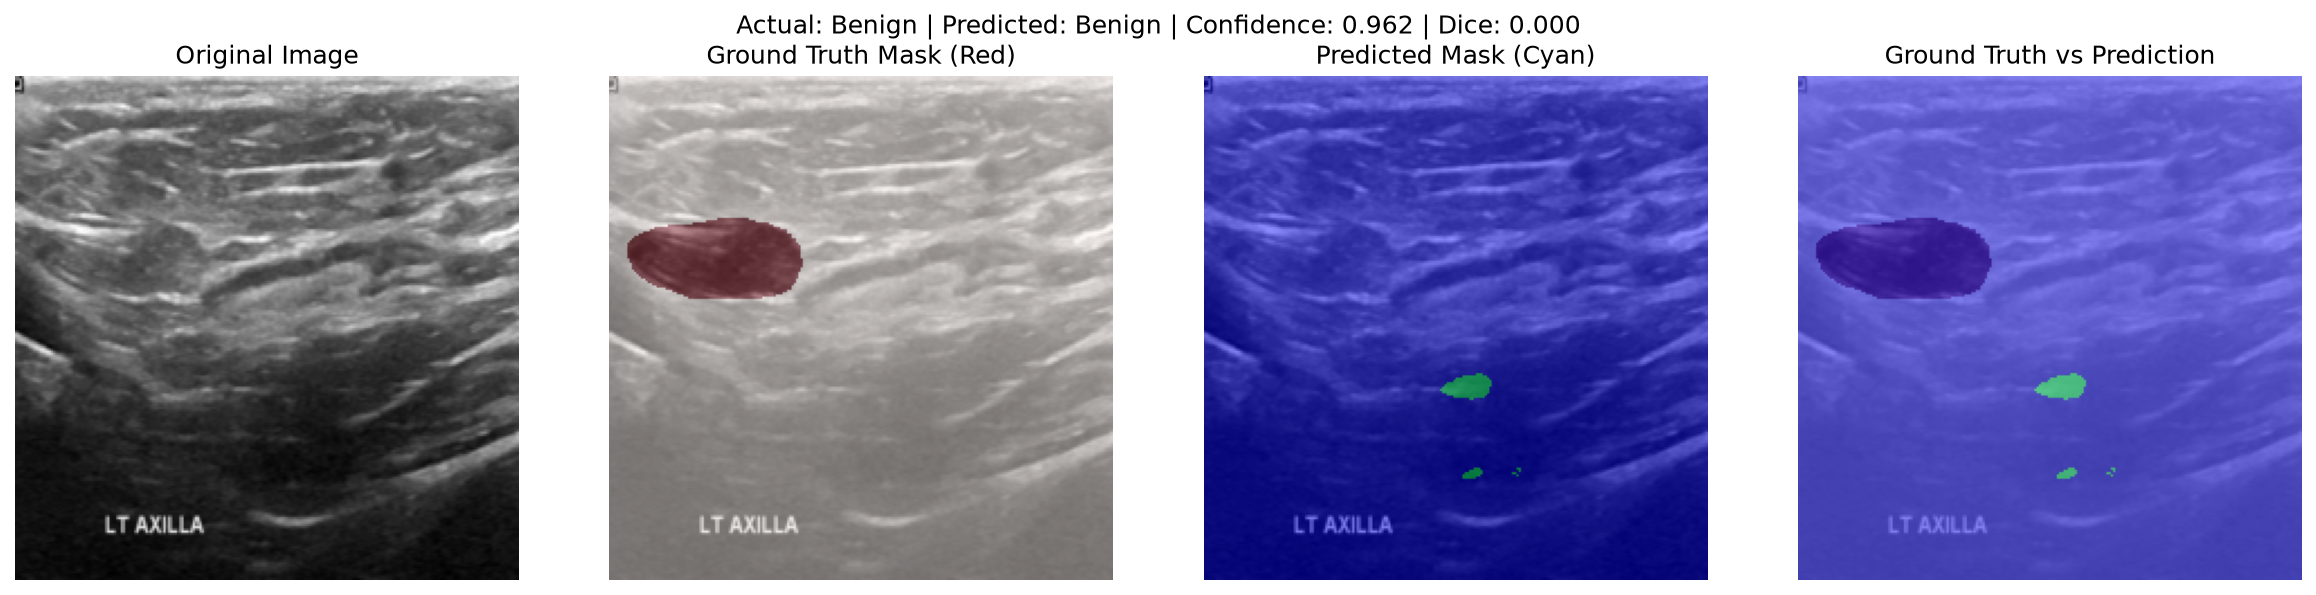 Actual: Benign | Predicted: Benign | Confidence: 0.962 | Dice: 0.000
Original Image
Ground Truth Mask (Red)
Predicted Mask (Cyan)
Ground Truth vs Prediction
LT AXILLA
LT AXILLA
LT AXILLA
LT AXILLA